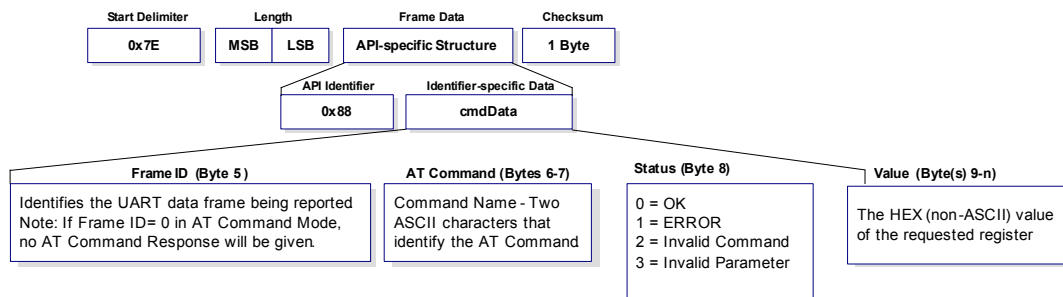 Start Delimiter Length Frame Data Checksum
0x7E MSB LSB API-specific Structure 1 Byte
API Identifier Identifier-specific Data
0x88 cmdData
Frame ID (Byte 5 )
Identifies the UART data frame being reported
Note: If Frame ID= 0 in AT Command Mode,
no AT Command Response will be given.
AT Command (Bytes 6-7)
Command Name - Two
ASCII characters that
identify the AT Command
Status (Byte 8)
0 = OK
1 = ERROR
2 = Invalid Command
3 = Invalid Parameter
Value (Byte(s) 9-n)
The HEX (non-ASCII) value
of the requested register